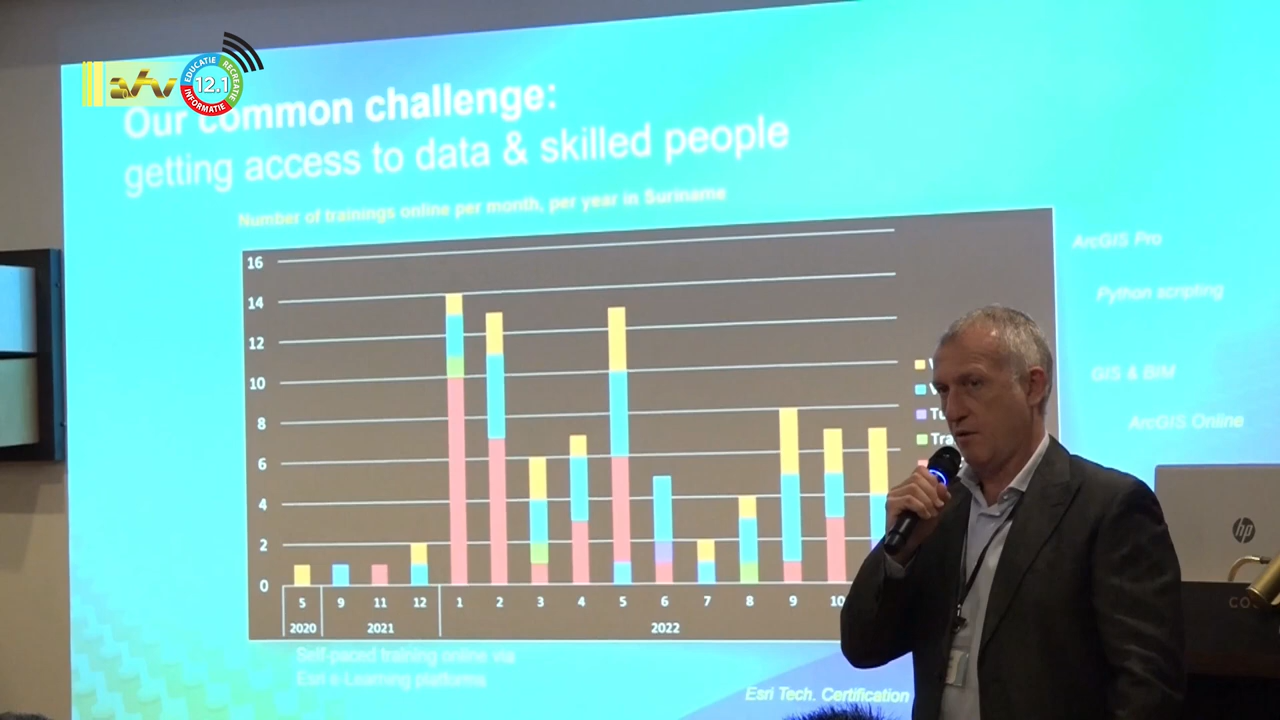 EDUCATIE
RECREATIE
INFORMATIE
12.1
Our common challenge:
getting access to data & skilled people
Number of trainings online per month, per year in Suriname
16
14
12
10
8
6
4
2
0
5 9 11 12 1 2 3 4 5 6 7 8 9 10
2020 2021 2022
ArcGIS Pro
Python scripting
GIS & BIM
ArcGIS Online
Self-paced training online via
Esri e-Learning platforms
Esri Tech. Certification
hp